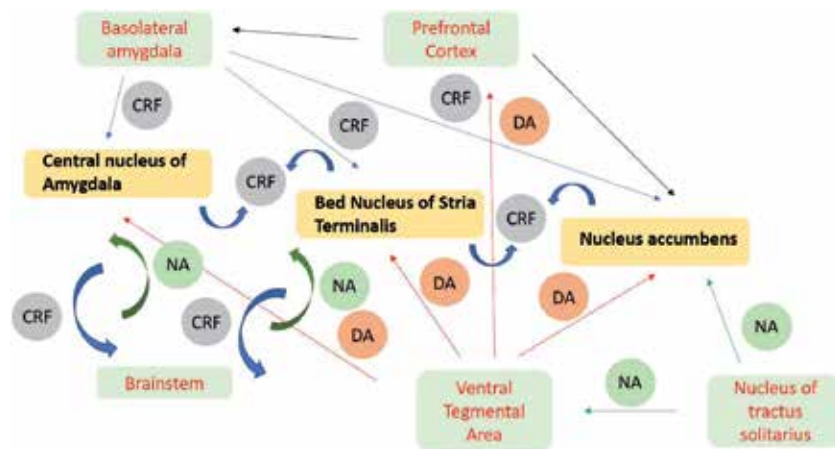 Basolateral
amygdala
Prefrontal
Cortex
CRF
CRF
CRF
DA
Central nucleus of
Amygdala
CRF
Bed Nucleus of Stria
Terminalis
CRF
Nucleus accumbens
NA
CRF
CRF
NA
DA
DA
DA
NA
Brainstem
NA
Ventral
Tegmental
Area
Nucleus of
tractus
solitarius